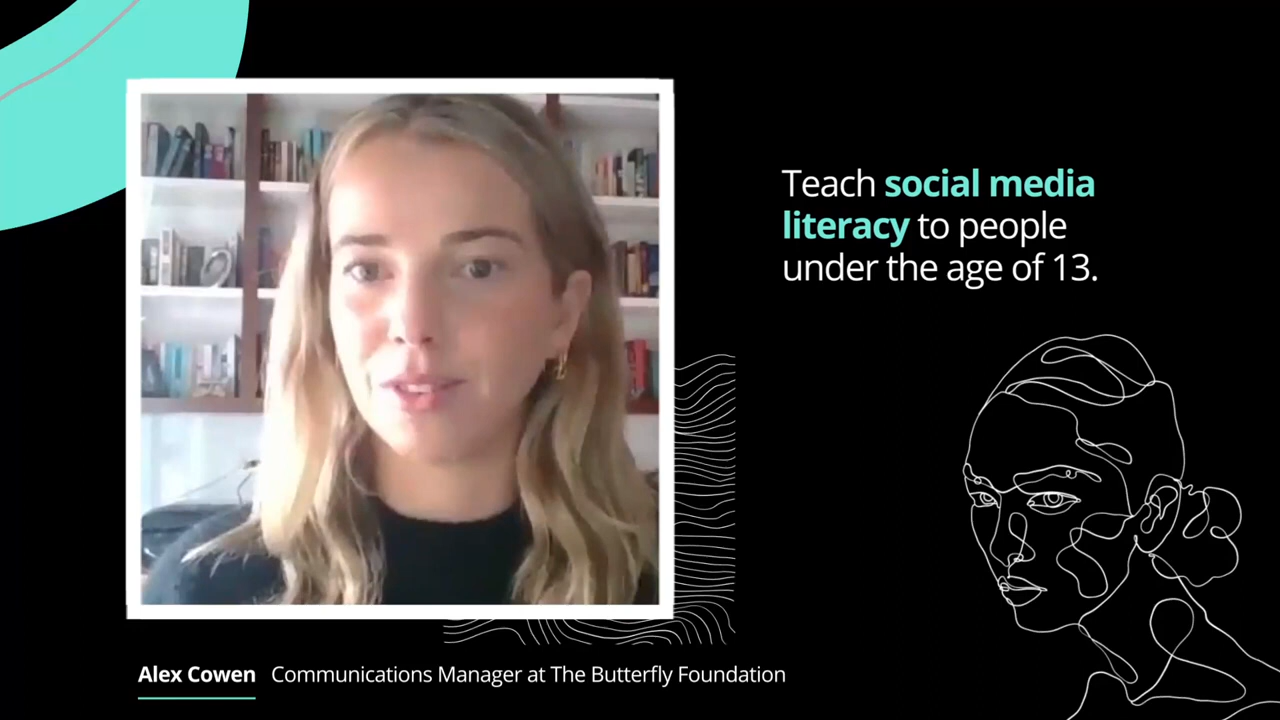 Teach social media
literacy to people
under the age of 13.
Alex Cowen Communications Manager at The Butterfly Foundation